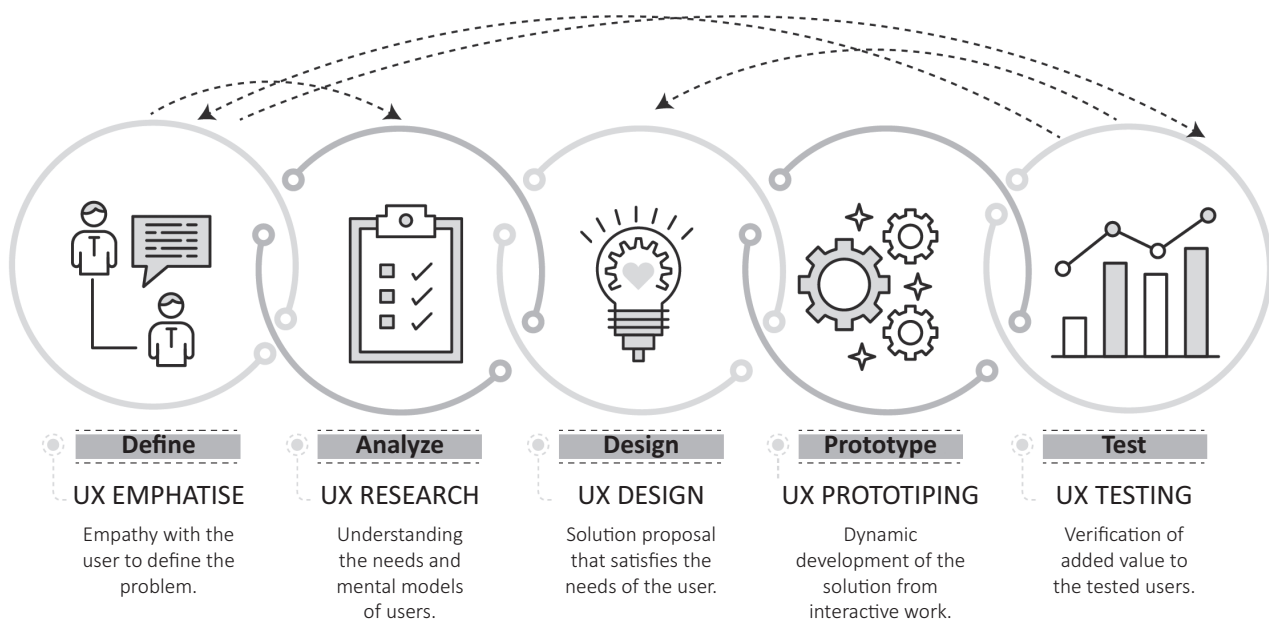 Define
UX EMPHATISE
Empathy with the
user to define the
problem.
Analyze
UX RESEARCH
Understanding
the needs and
mental models
of users.
Design
UX DESIGN
Solution proposal
that satisfies the
needs of the user.
Prototype
UX PROTOTIPING
Dynamic
development of the
solution from
interactive work.
Test
UX TESTING
Verification of
added value to
the tested users.